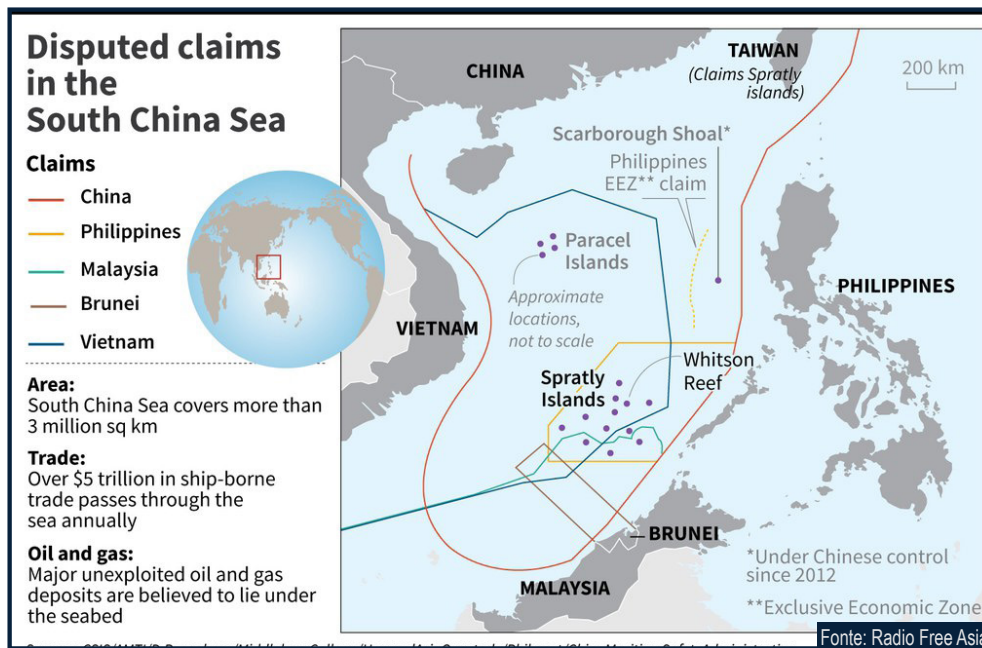 Disputed claims
in the
South China Sea
Claims
China
Philippines
Malaysia
Brunei
Vietnam
Area:
South China Sea covers more than
3 million sq km
Trade:
Over $5 trillion in ship-borne
trade passes through the
sea annually
Oil and gas:
Major unexploited oil and gas
deposits are believed to lie under
the seabed
CHINA
TAIWAN
(Claims Spratly
islands)
200 km
Scarborough Shoal*
Philippines
EEZ** claim
Paracel
Islands
Approximate
locations,
not to scale
VIETNAM
PHILIPPINES
Spratly
Islands
Whitson
Reef
BRUNEI
MALAYSIA
*Under Chinese control
since 2012
**Exclusive Economic Zone
Fonte: Radio Free Asia